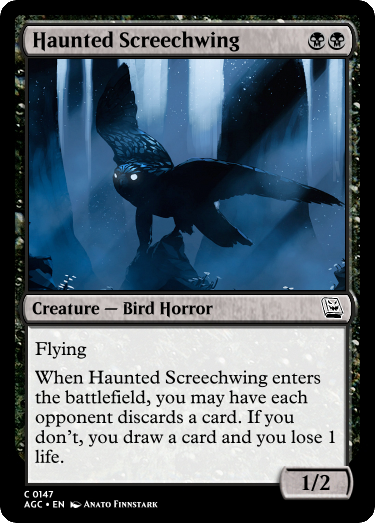 Haunted Screechwing
Creature — Bird Horror
Flying
When Haunted Screechwing enters
the battlefield, you may have each
opponent discards a card. If you
don't, you draw a card and you lose 1
life.
1/2
C 0147
AGC • EN Anato Finnstark